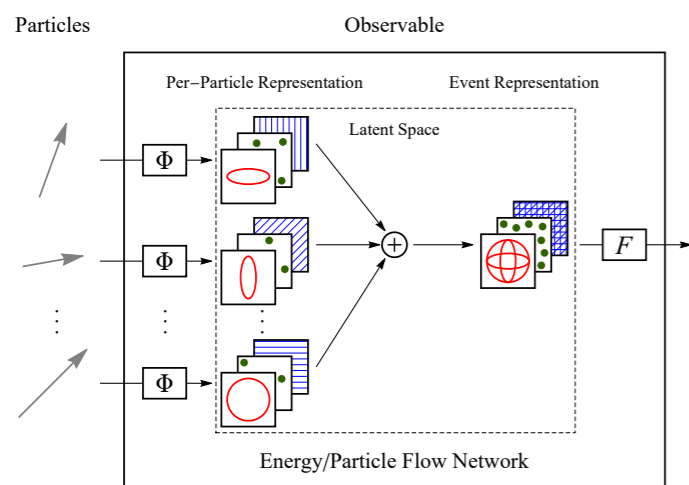 Particles
Observable
Per−Particle Representation
Event Representation
Latent Space
Φ
Φ
F
Φ
Energy/Particle Flow Network